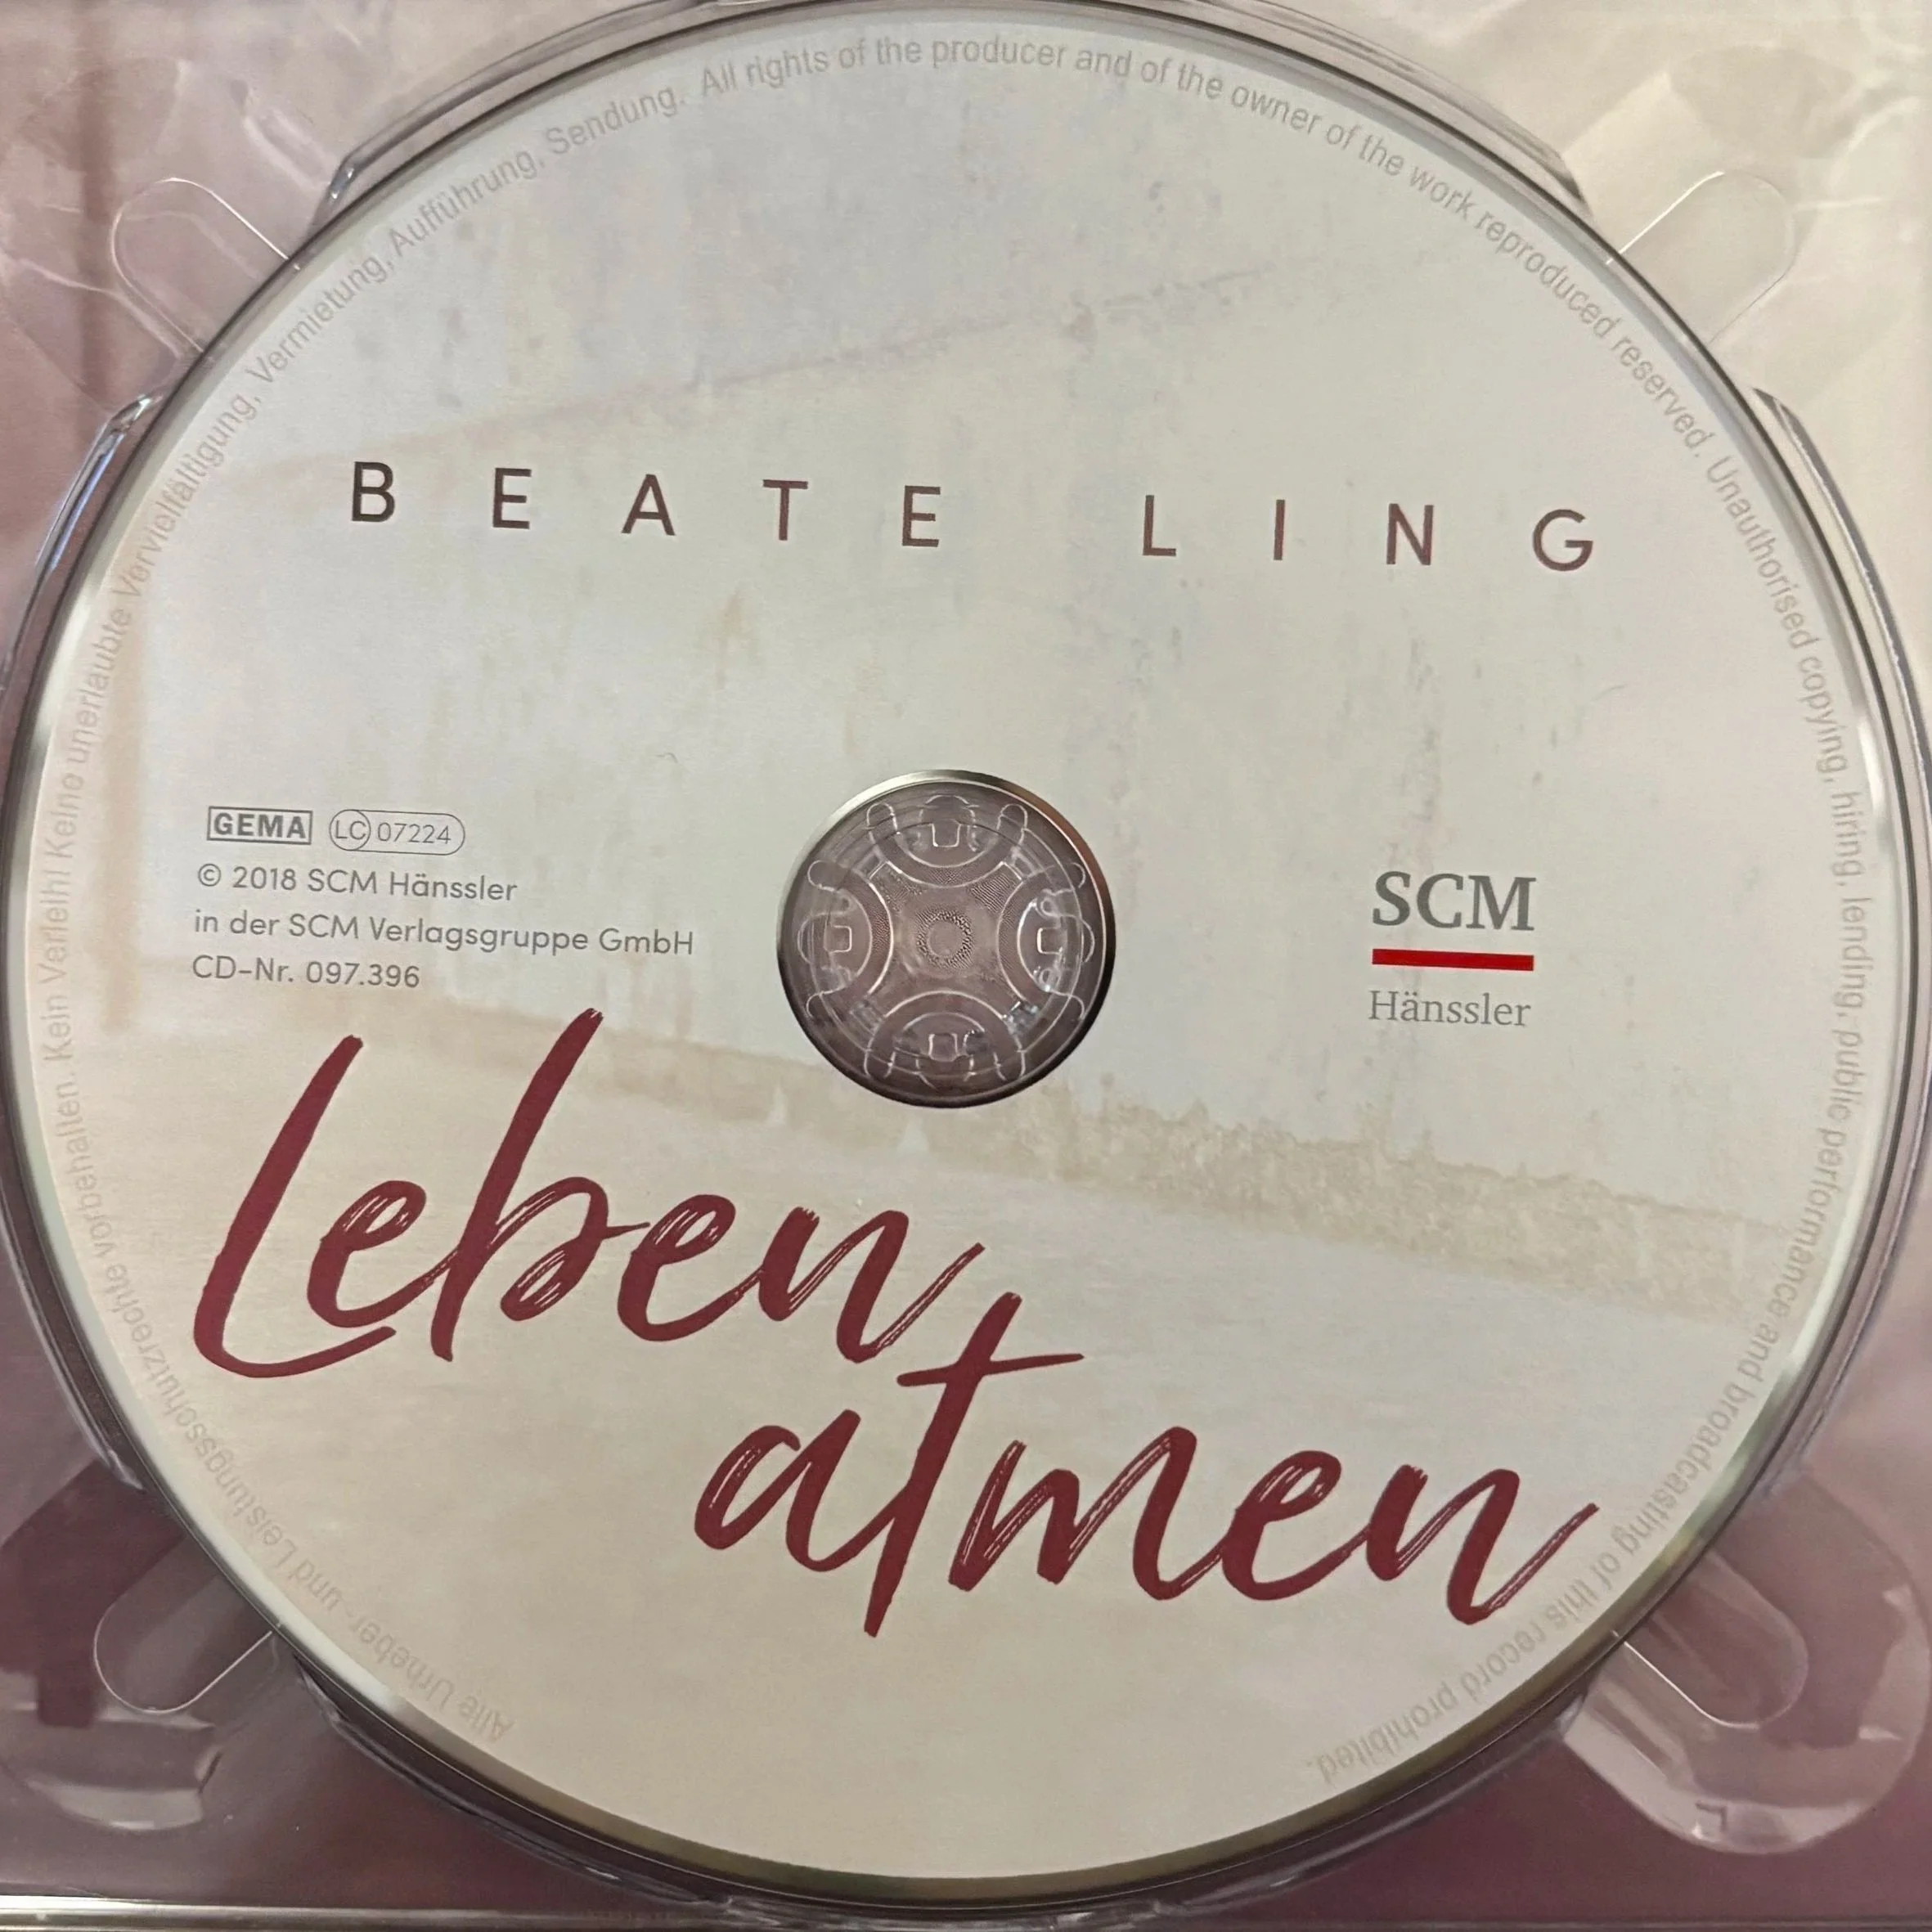 BEATE LING
GEMA LC 07224
© 2018 SCM Hänssler
in der SCM Verlagsgruppe GmbH
CD-Nr. 097.396
SCM
Hänssler
Leben
atmen
Alle Urheber- und Leistungsschutzrechte vorbehalten. Kein Verleih! Keine unerlaubte Vervielfältigung, Vermietung, Aufführung, Sendung. All rights of the producer and of the owner of the work reproduced reserved. Unauthorised copying, hiring, lending, public performance and broadcasting of this record prohibited.